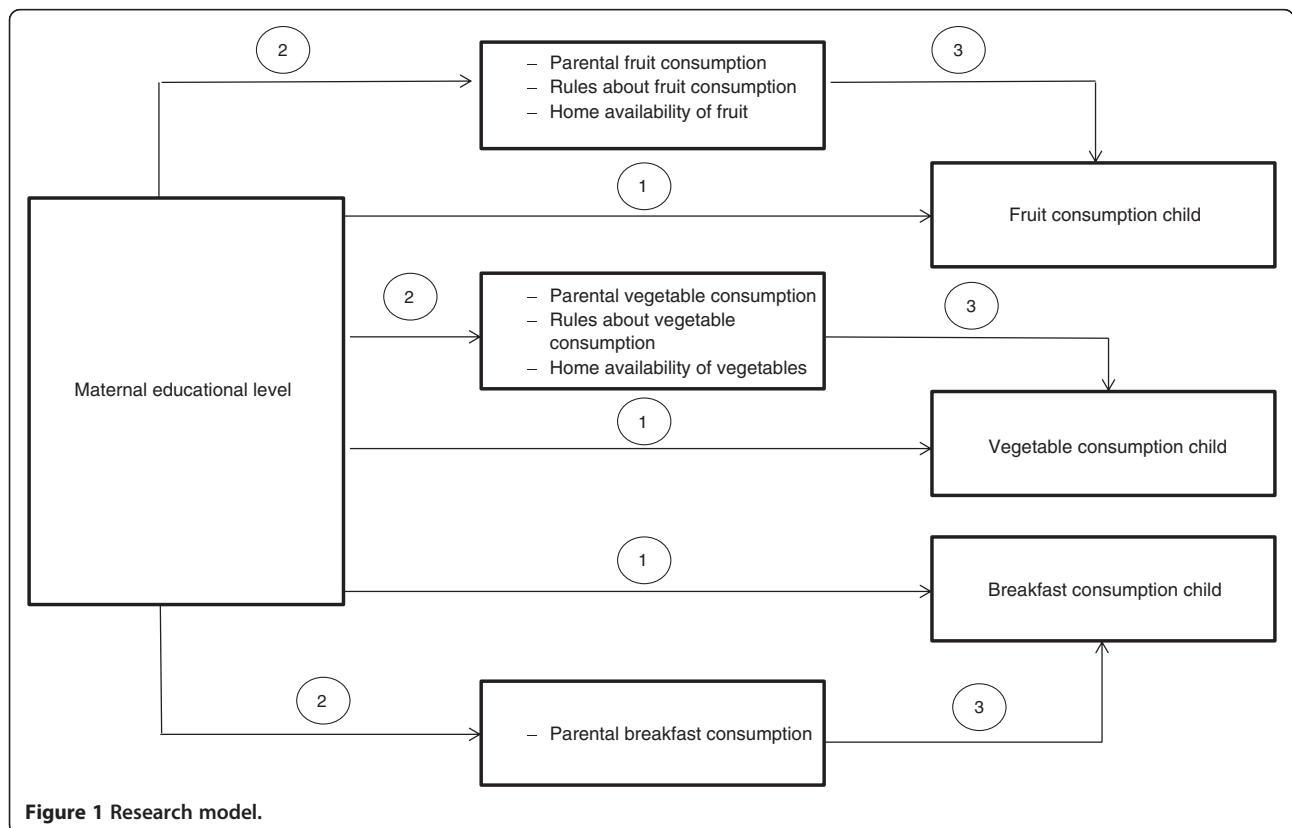 2
3
– Parental fruit consumption
– Rules about fruit consumption
– Home availability of fruit
1
Fruit consumption child
2
3
– Parental vegetable consumption
– Rules about vegetable
consumption
– Home availability of vegetables
Maternal educational level
1
Vegetable consumption child
1
Breakfast consumption child
2
3
– Parental breakfast consumption
Figure 1 Research model.